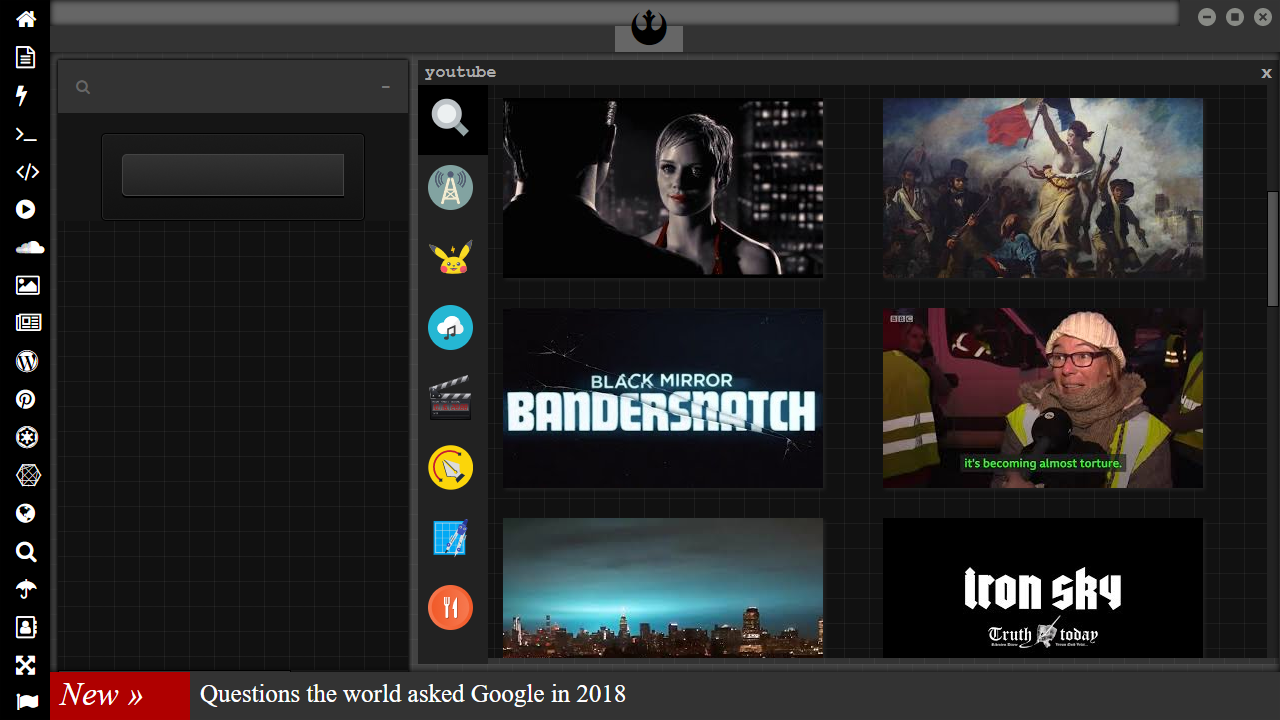 youtube
x
BLACK MIRROR
BANDERSNATCH
BBC
it's becoming almost torture.
iron sky
Truth today
New »
Questions the world asked Google in 2018